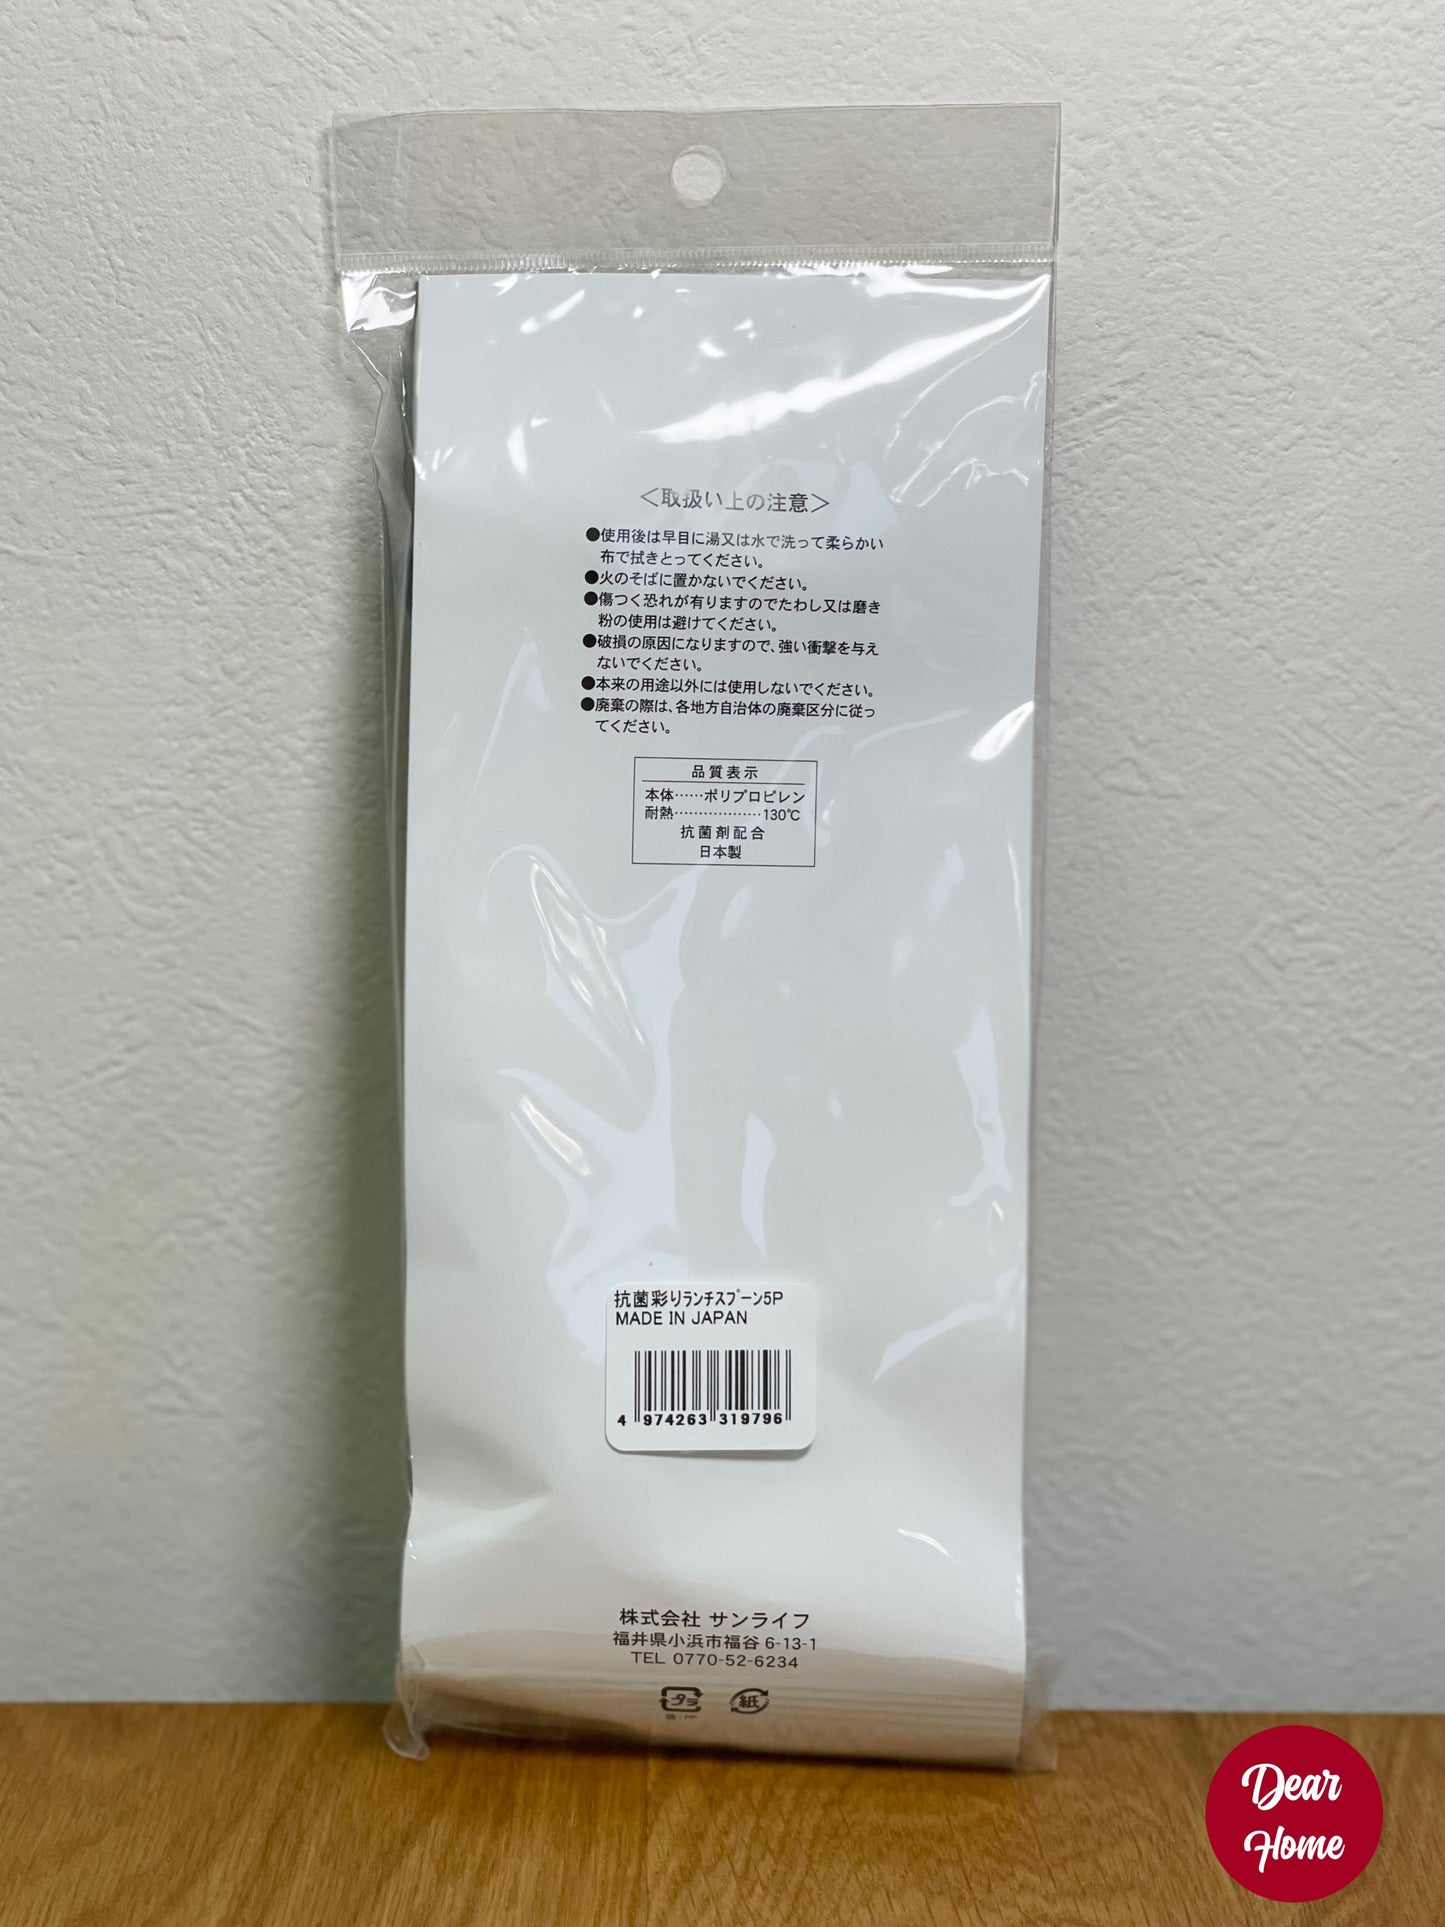 <取扱い上の注意>
●使用後は早目に湯又は水で洗って柔らかい
布で拭きとってください。
●火のそばに置かないでください。
●傷つく恐れが有りますのでたわし又は磨き
粉の使用は避けてください。
●破損の原因になりますので、強い衝撃を与え
ないでください。
●本来の用途以外には使用しないでください。
●廃棄の際は、各地方自治体の廃棄区分に従っ
てください。
品質表示
本体……ポリプロピレン
耐熱………………130℃
抗菌剤配合
日本製
抗菌彩りランチスプーン5P
MADE IN JAPAN
4 974263 319796
株式会社 サンライフ
福井県小浜市福谷 6-13-1
TEL 0770-52-6234
プラ 紙
袋:PP
Dear
Home